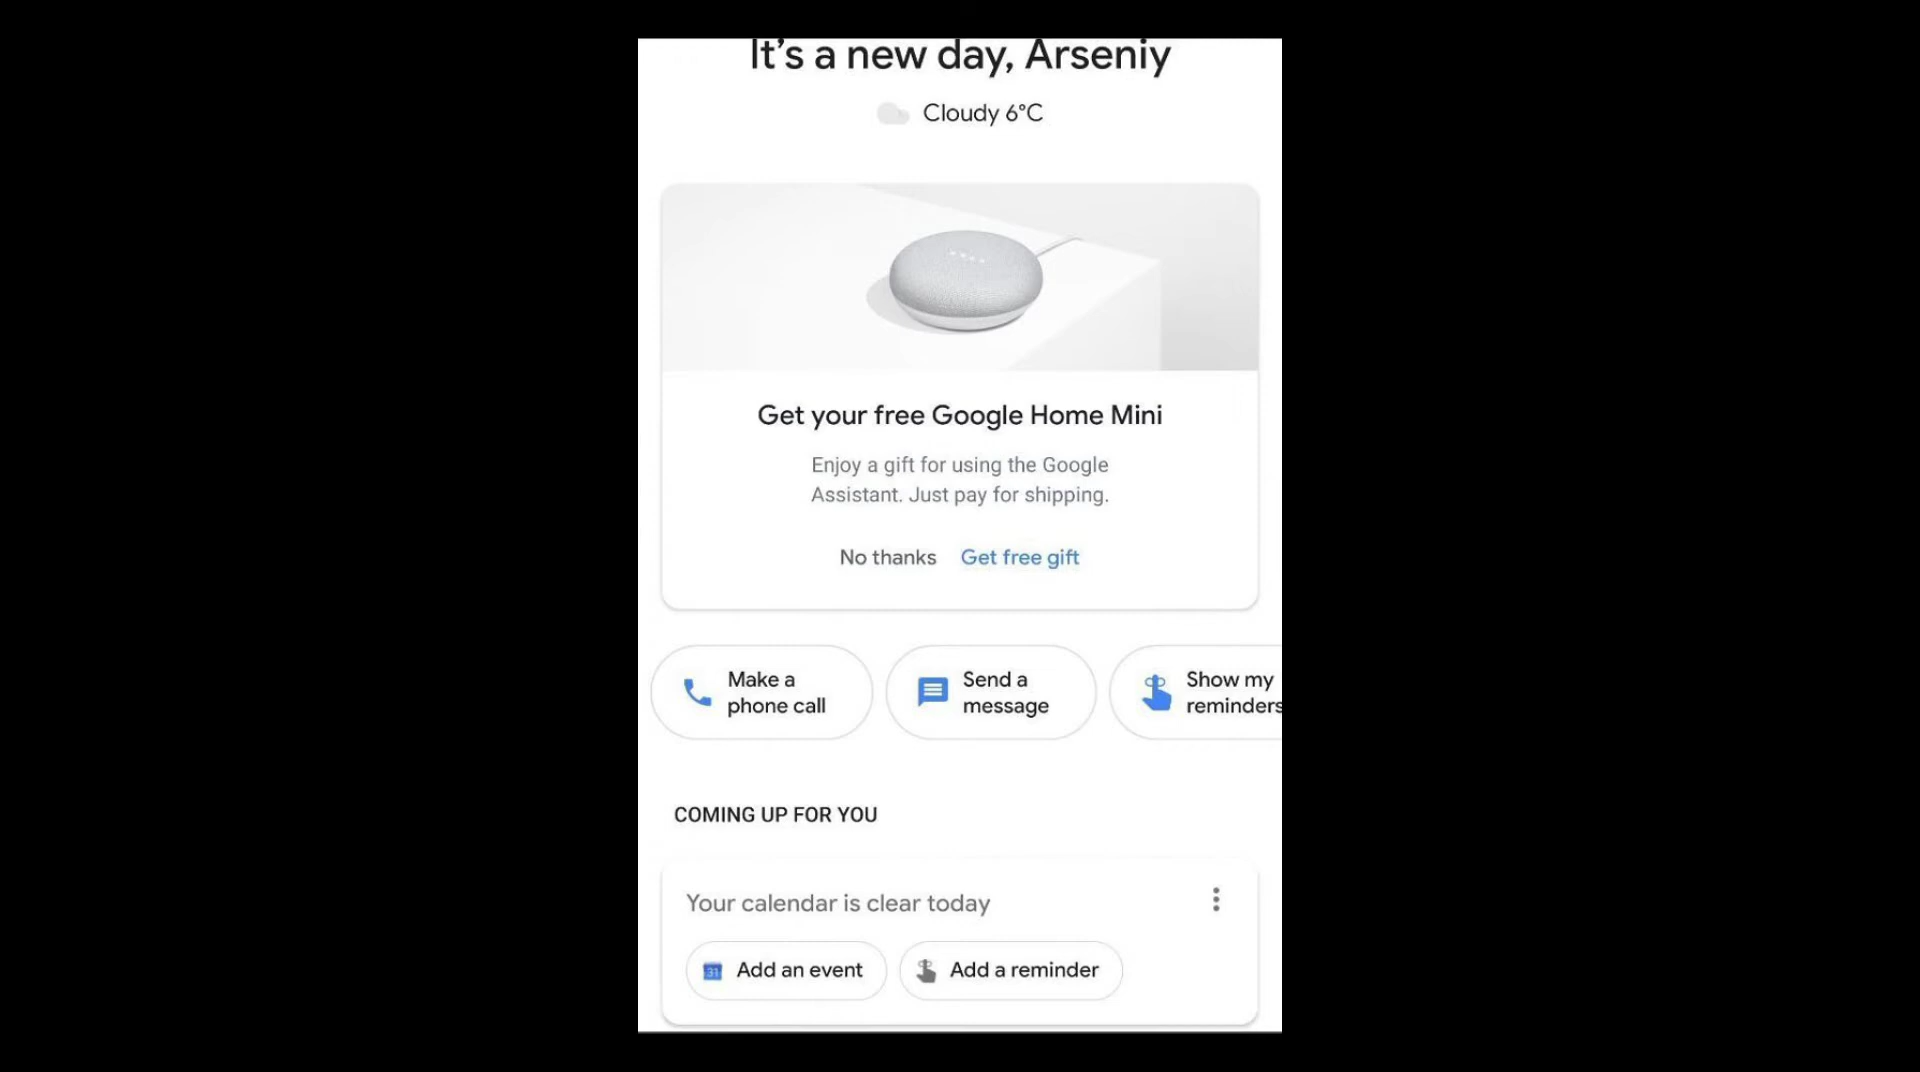 It's a new day, Arseniy
Cloudy 6°C
Get your free Google Home Mini
Enjoy a gift for using the Google
Assistant. Just pay for shipping.
No thanks Get free gift
Make a
phone call
Send a
message
Show my
reminders
COMING UP FOR YOU
Your calendar is clear today
31 Add an event Add a reminder